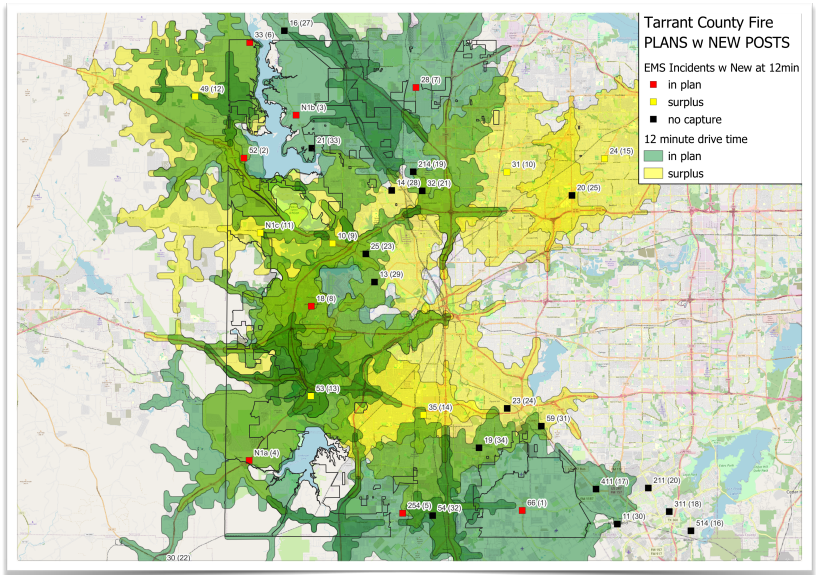 Tarrant County Fire
PLANS w NEW POSTS
EMS Incidents w New at 12min
in plan
surplus
no capture
12 minute drive time
in plan
surplus
16 (27)
33 (6)
28 (7)
49 (12)
N1b (3)
21 (33)
52 (2)
24 (15)
214 (19)
31 (10)
14 (28)
32 (21)
20 (25)
N1c (11)
10 (9)
25 (23)
13 (29)
18 (8)
53 (13)
35 (14)
23 (24)
59 (31)
19 (34)
N1a (4)
411 (17)
211 (20)
254 (5)
54 (32)
66 (1)
311 (18)
11 (30)
514 (16)
30 (22)